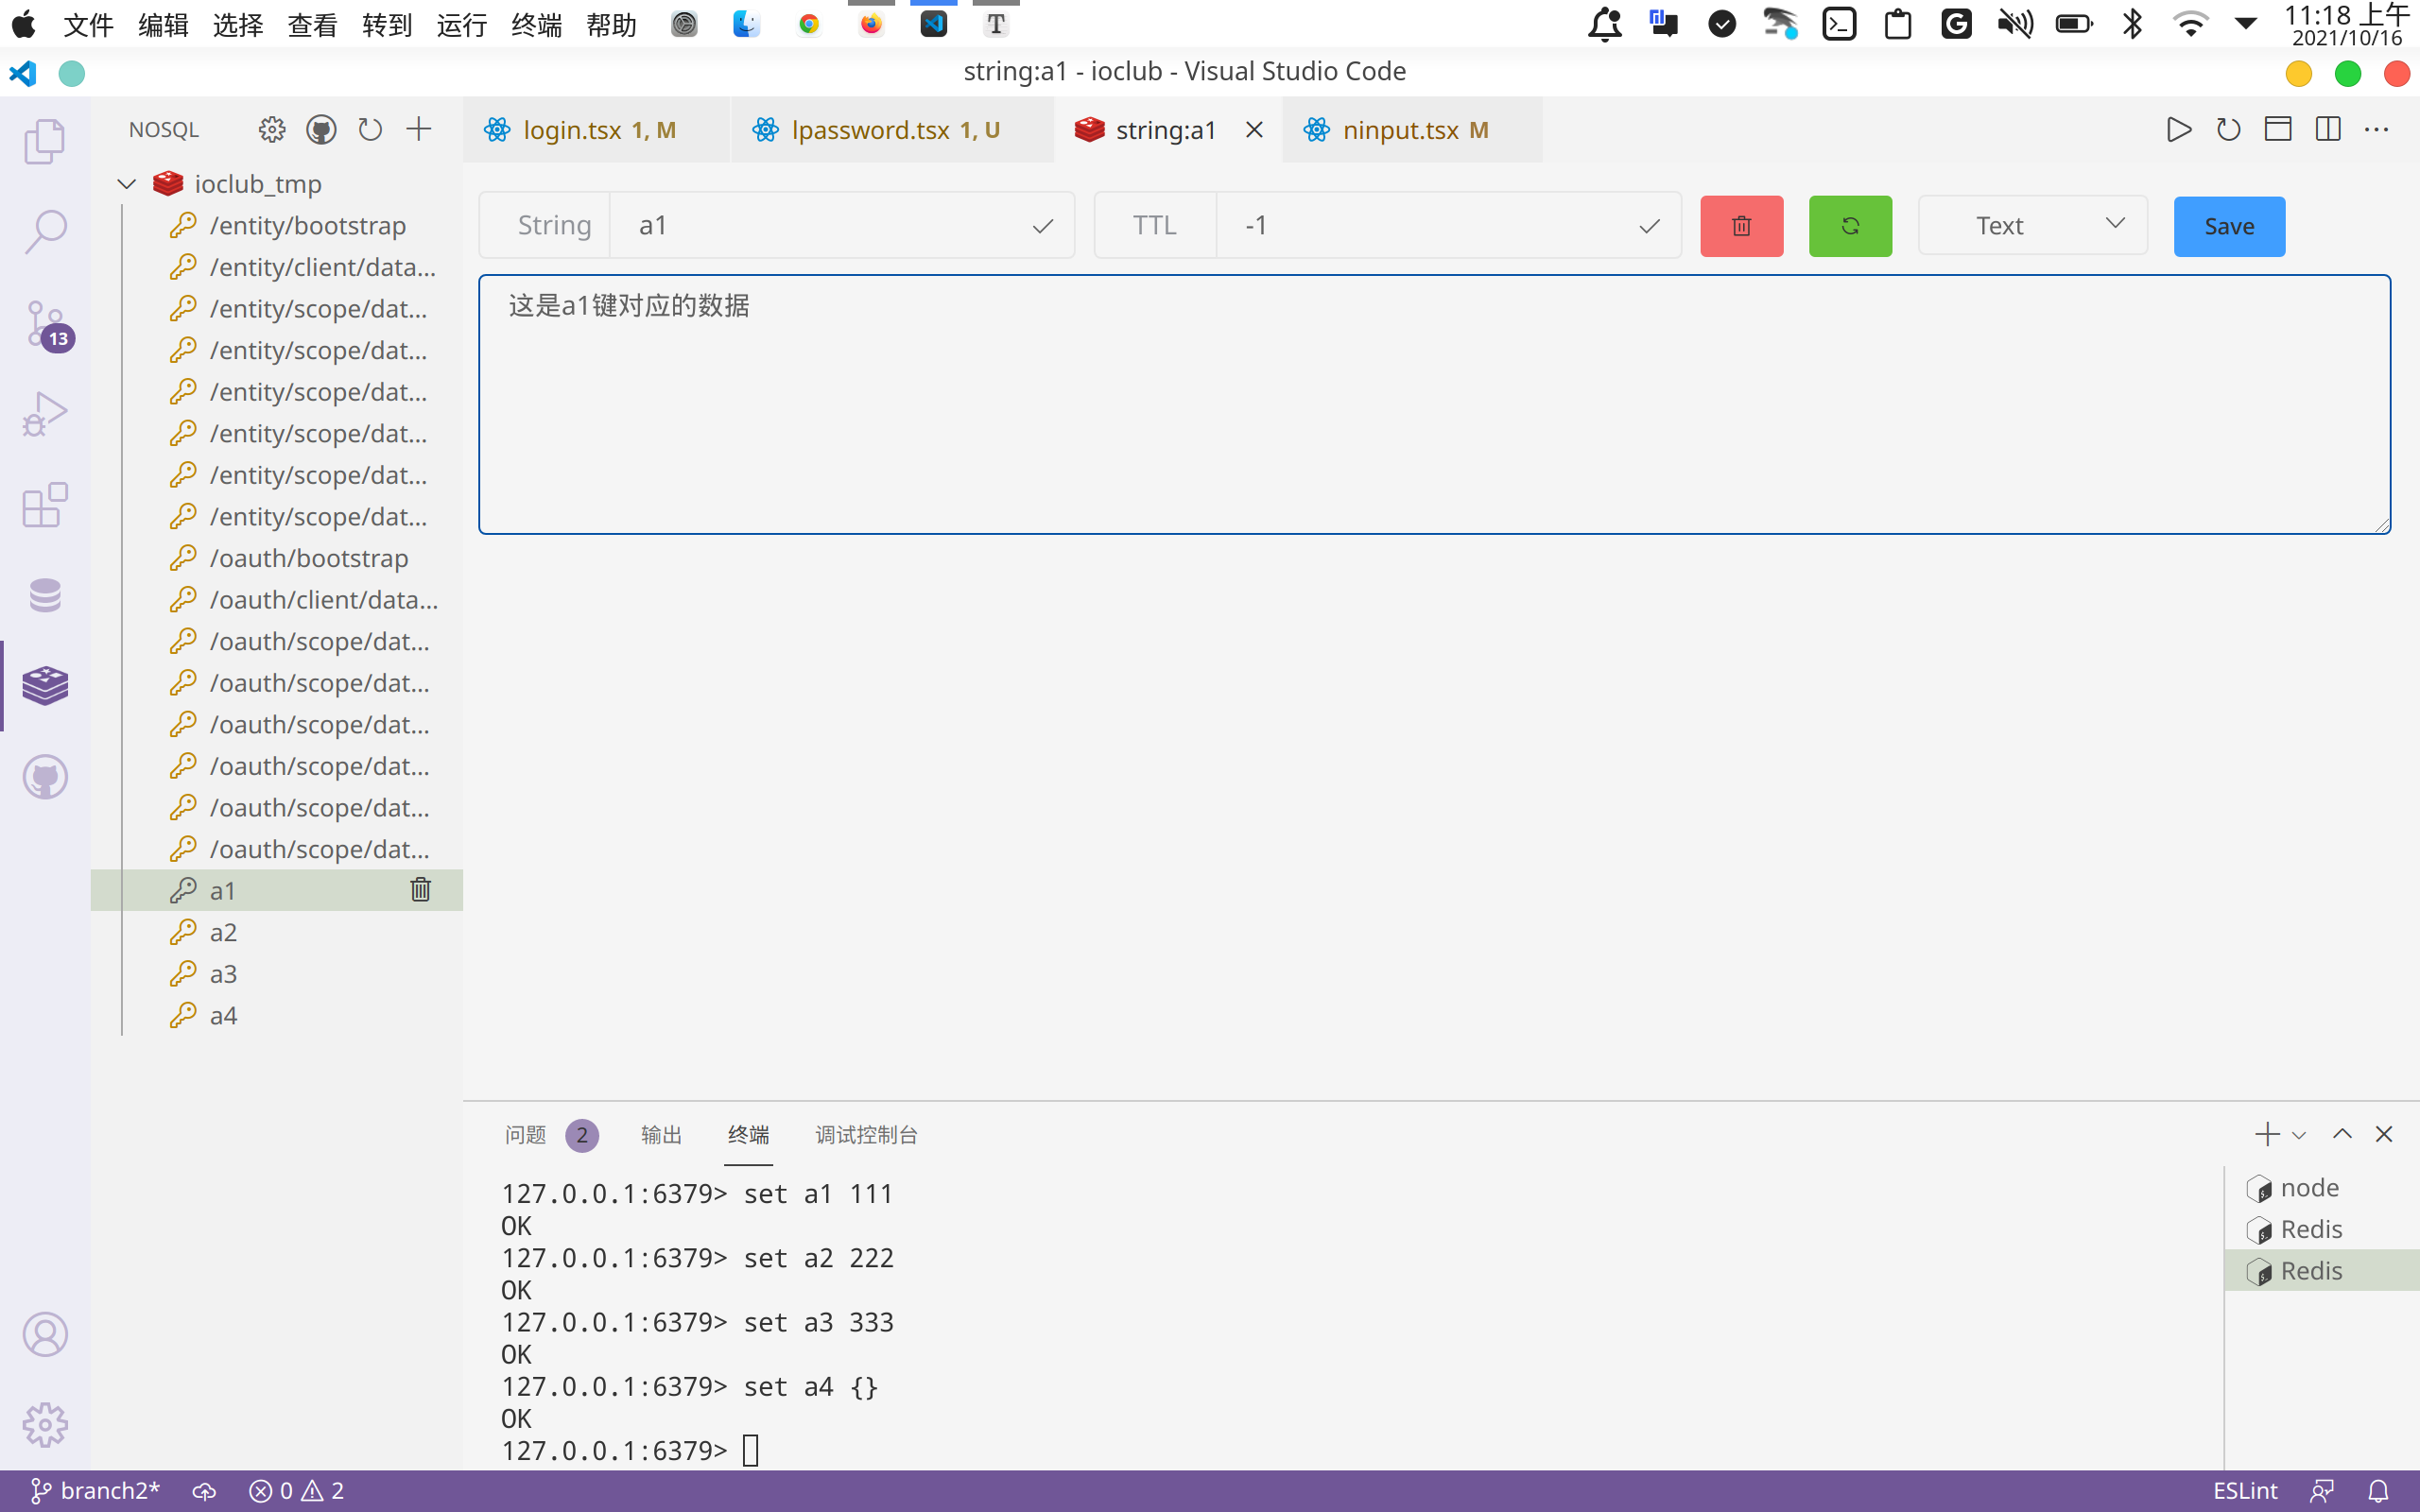 文件 编辑 选择 查看 转到 运行 终端 帮助
11:18 上午
2021/10/16
string:a1 - ioclub - Visual Studio Code
NOSQL
login.tsx 1, M
lpassword.tsx 1, U
string:a1
ninput.tsx M
ioclub_tmp
/entity/bootstrap
/entity/client/data...
/entity/scope/dat...
/entity/scope/dat...
/entity/scope/dat...
/entity/scope/dat...
/entity/scope/dat...
/entity/scope/dat...
/oauth/bootstrap
/oauth/client/data...
/oauth/scope/dat...
/oauth/scope/dat...
/oauth/scope/dat...
/oauth/scope/dat...
/oauth/scope/dat...
/oauth/scope/dat...
a1
a2
a3
a4
13
String a1 TTL -1 Text Save
这是a1键对应的数据
问题 2 输出 终端 调试控制台
127.0.0.1:6379> set a1 111
OK
127.0.0.1:6379> set a2 222
OK
127.0.0.1:6379> set a3 333
OK
127.0.0.1:6379> set a4 {}
OK
127.0.0.1:6379>
node
Redis
Redis
branch2* 0 2 ESLint